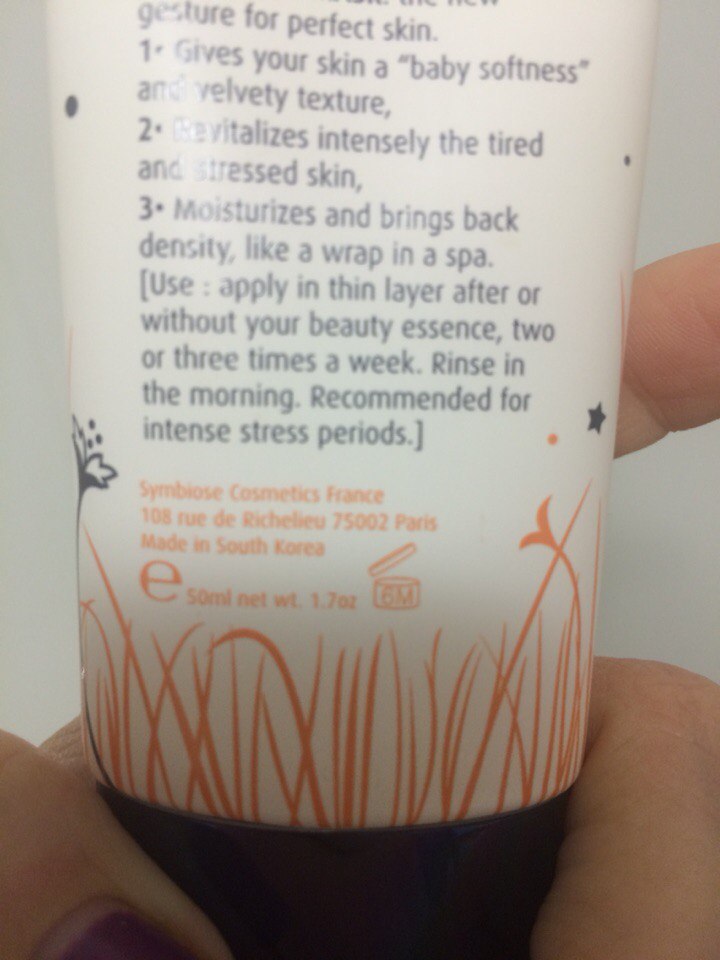 the new
gesture for perfect skin.
1• Gives your skin a “baby softness”
and velvety texture,
2• Revitalizes intensely the tired
and stressed skin,
3• Moisturizes and brings back
density, like a wrap in a spa.
[Use : apply in thin layer after or
without your beauty essence, two
or three times a week. Rinse in
the morning. Recommended for
intense stress periods.]
Symbiose Cosmetics France
108 rue de Richelieu 75002 Paris
Made in South Korea
e 50ml net wt. 1.7oz 6M